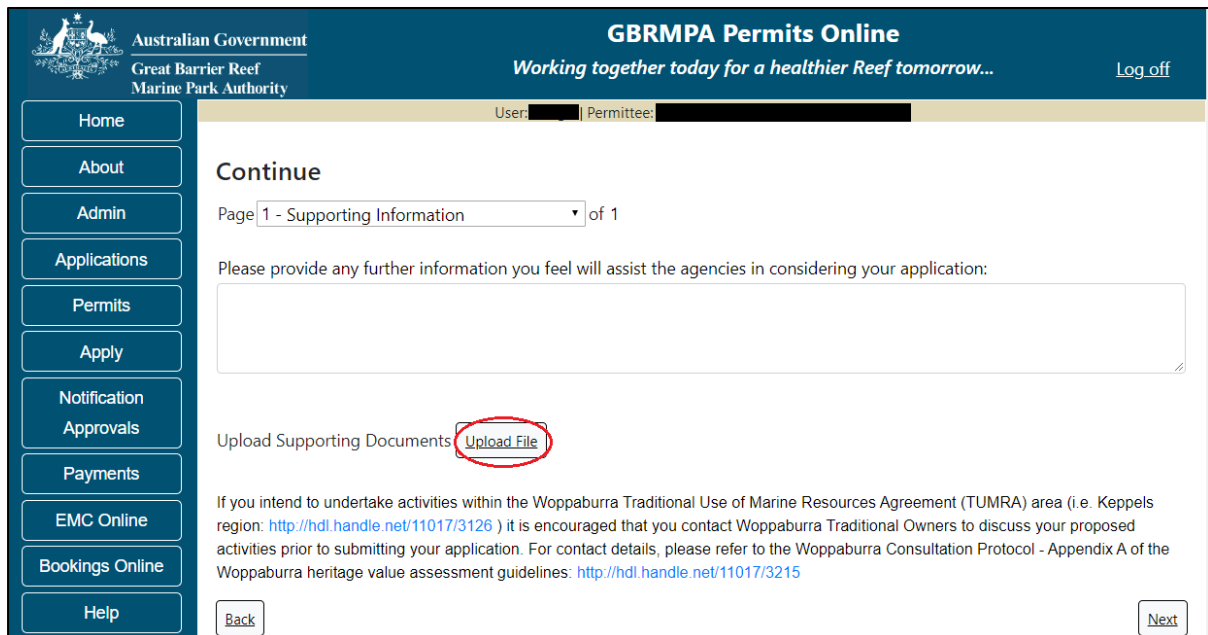 Australian Government
Great Barrier Reef
Marine Park Authority
GBRMPA Permits Online
Working together today for a healthier Reef tomorrow...
Log off
User: | Permittee:
Home
About
Admin
Applications
Permits
Apply
Notification
Approvals
Payments
EMC Online
Bookings Online
Help
Continue
Page 1 - Supporting Information of 1
Please provide any further information you feel will assist the agencies in considering your application:
Upload Supporting Documents Upload File
If you intend to undertake activities within the Woppaburra Traditional Use of Marine Resources Agreement (TUMRA) area (i.e. Keppels
region: http://hdl.handle.net/11017/3126 ) it is encouraged that you contact Woppaburra Traditional Owners to discuss your proposed
activities prior to submitting your application. For contact details, please refer to the Woppaburra Consultation Protocol - Appendix A of the
Woppaburra heritage value assessment guidelines: http://hdl.handle.net/11017/3215
Back
Next